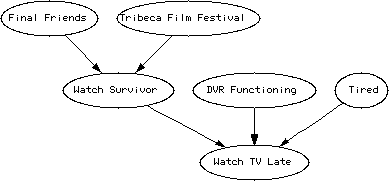 Final Friends
Tribeca Film Festival
Watch Survivor
DVR Functioning
Tired
Watch TV Late